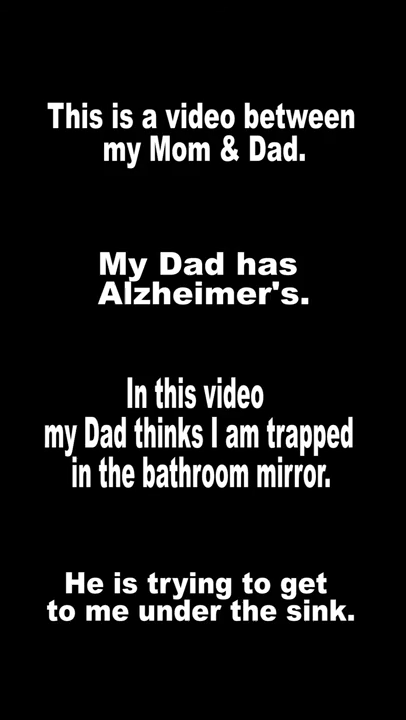 This is a video between
my Mom & Dad.
My Dad has
Alzheimer's.
In this video
my Dad thinks I am trapped
in the bathroom mirror.
He is trying to get
to me under the sink.